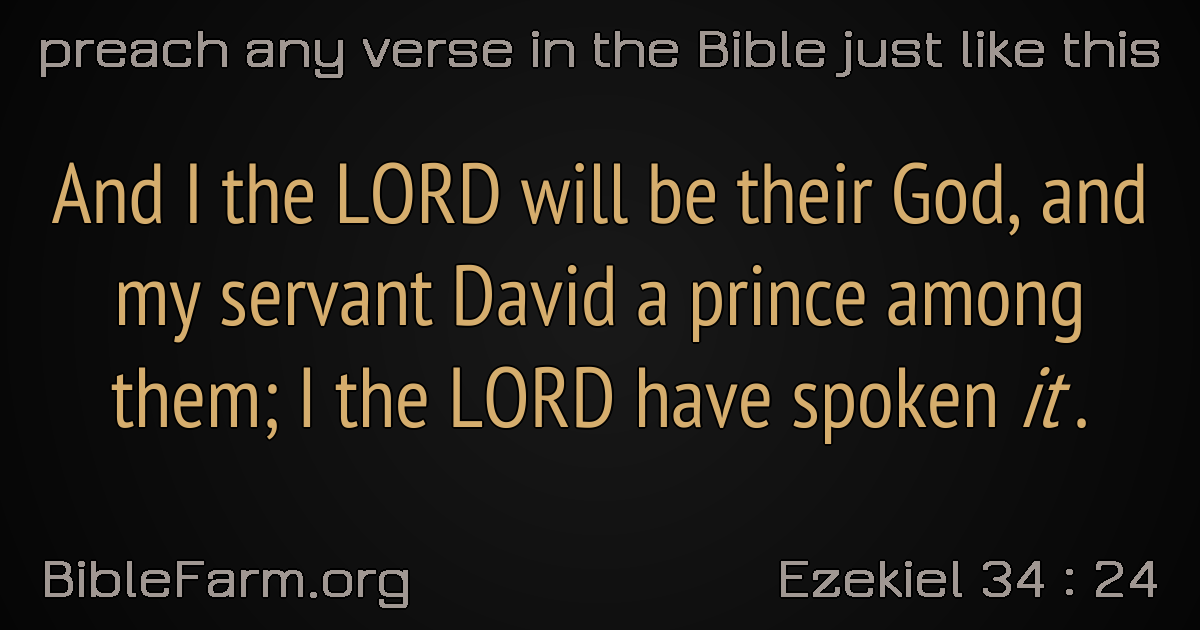 preach any verse in the Bible just like this
And I the LORD will be their God, and
my servant David a prince among
them; I the LORD have spoken it .
BibleFarm.org
Ezekiel 34 : 24